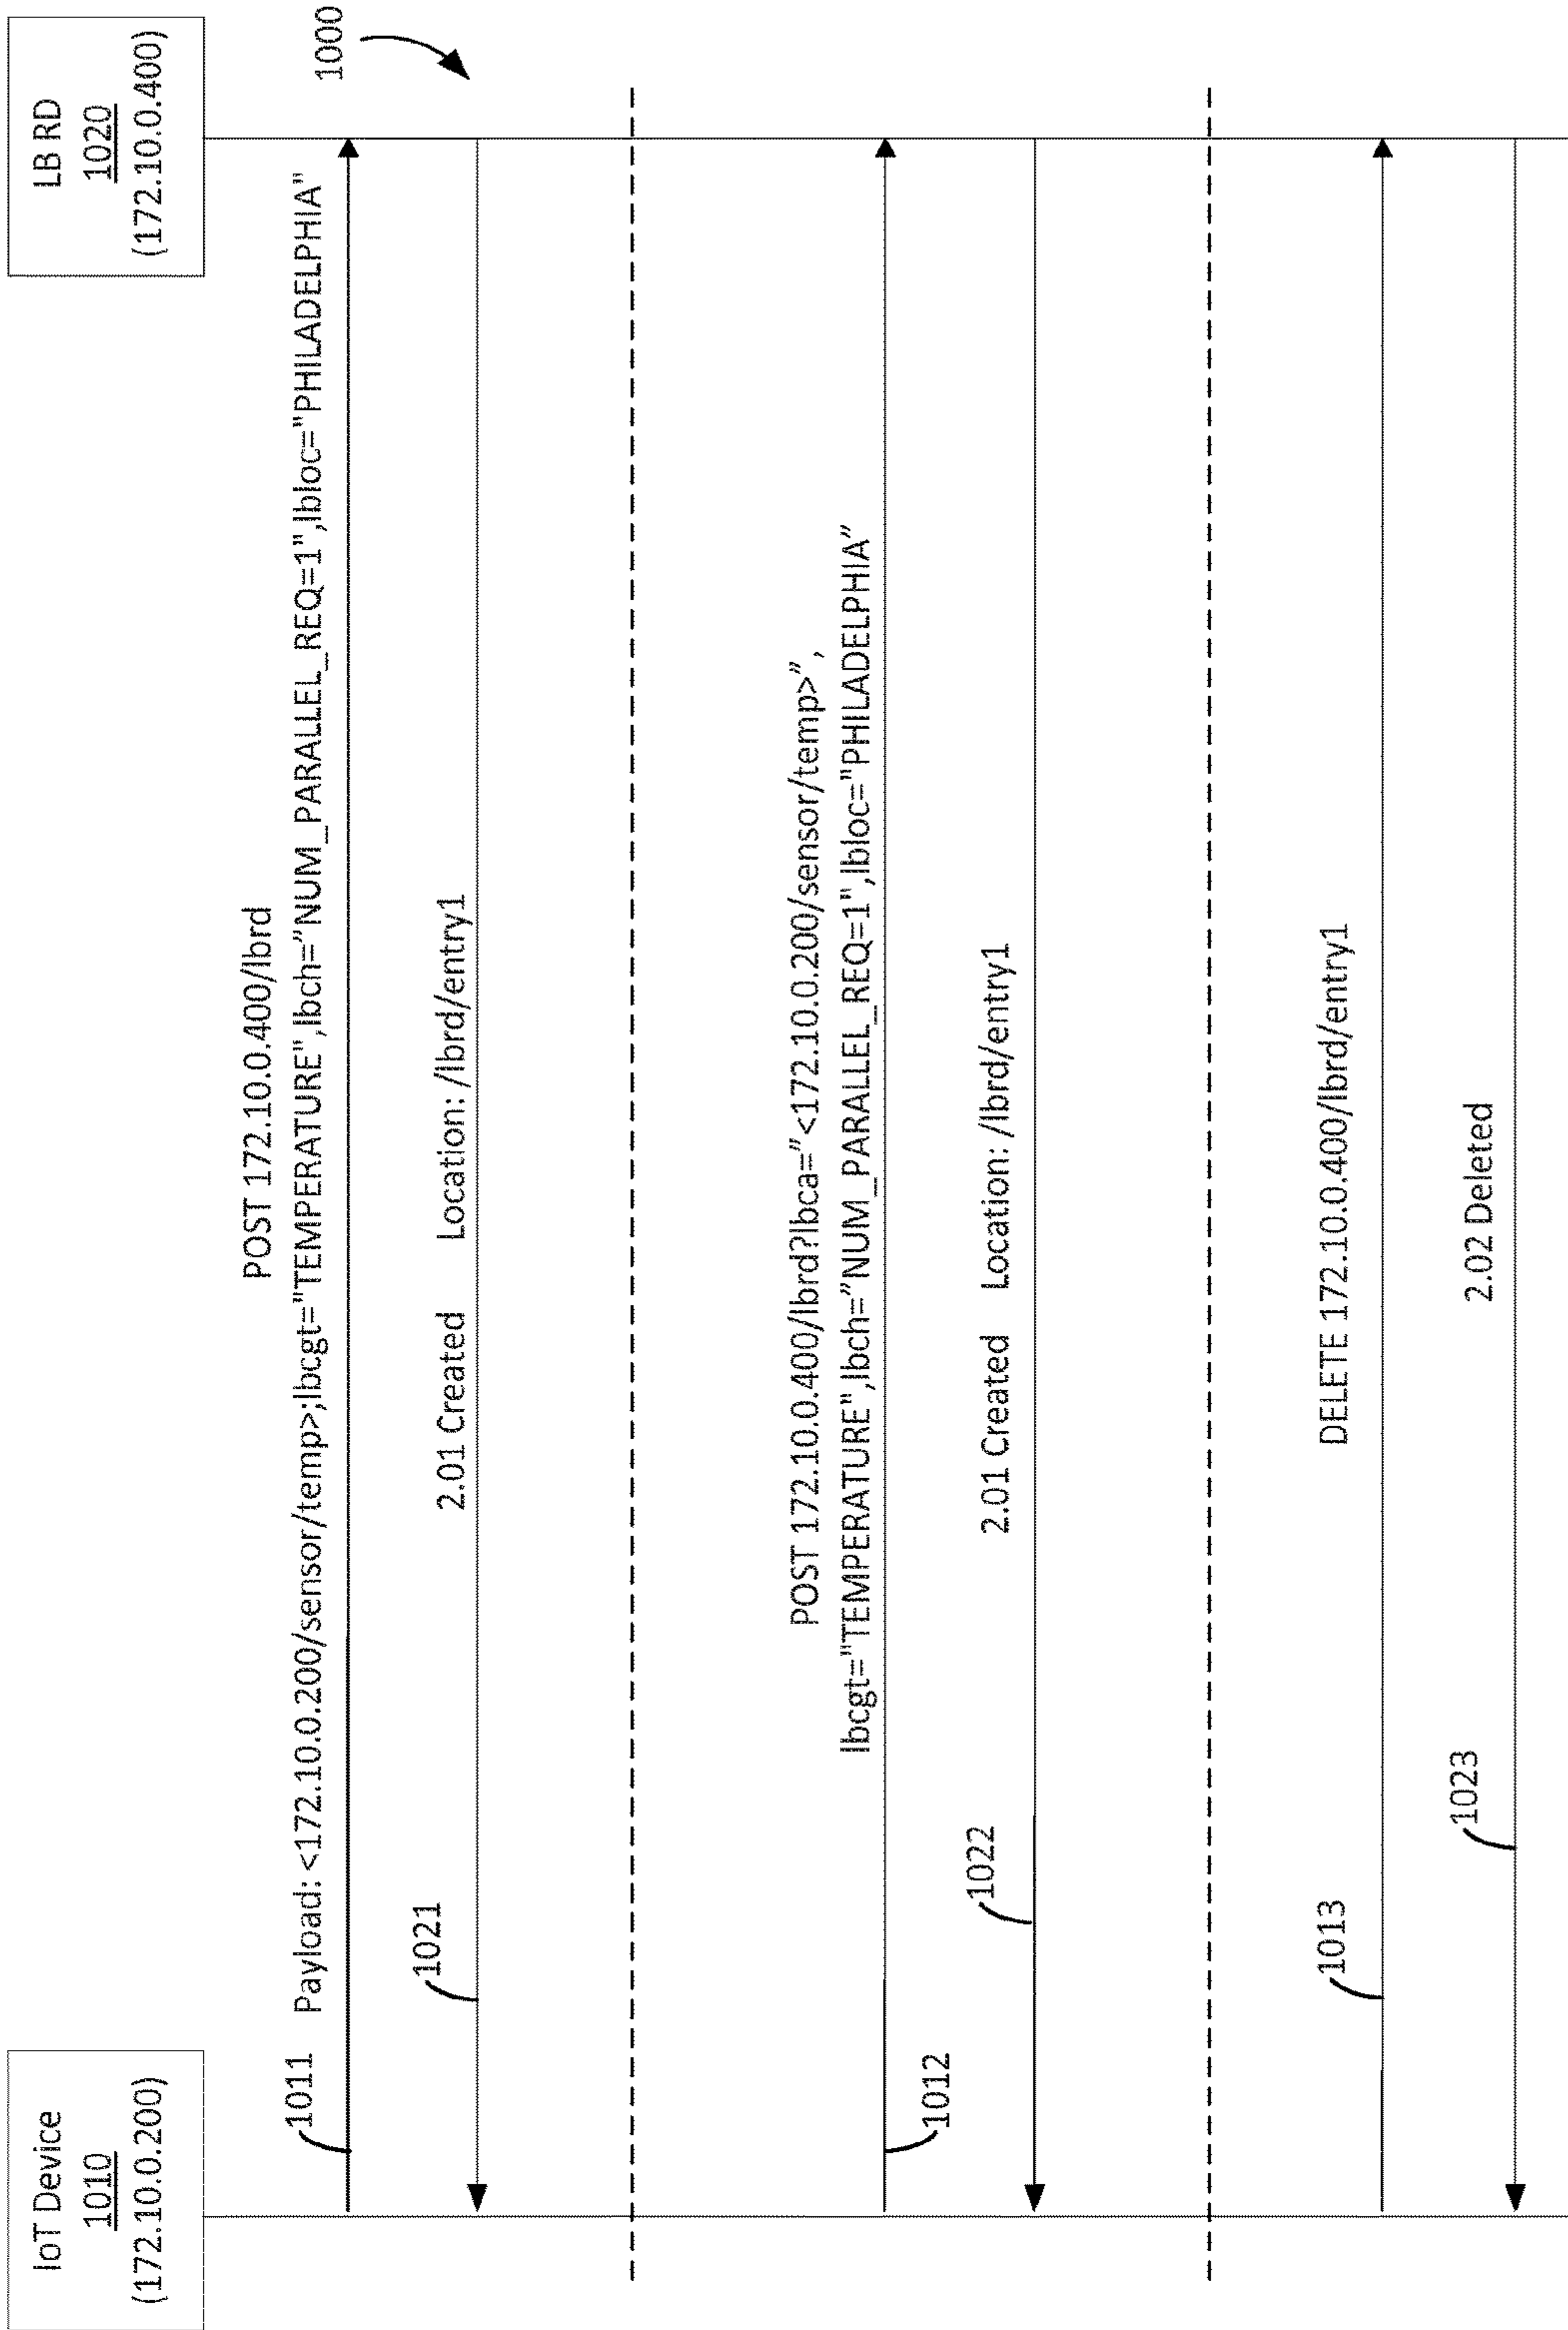 IoT Device
1010
(172.10.0.200)
LB RD
1020
(172.10.0.400)
1000
POST 172.10.0.400/lbrd
1011
Payload: <172.10.0.200/sensor/temp>;lbcgt="TEMPERATURE",lbch="NUM_PARALLEL_REQ=1",lbloc="PHILADELPHIA"
1021
2.01 Created Location: /lbrd/entry1
POST 172.10.0.400/lbrd?lbca="<172.10.0.200/sensor/temp>",
lbcgt="TEMPERATURE",lbch="NUM_PARALLEL_REQ=1",lbloc="PHILADELPHIA"
1012
1022
2.01 Created Location: /lbrd/entry1
1013
DELETE 172.10.0.400/lbrd/entry1
1023
2.02 Deleted